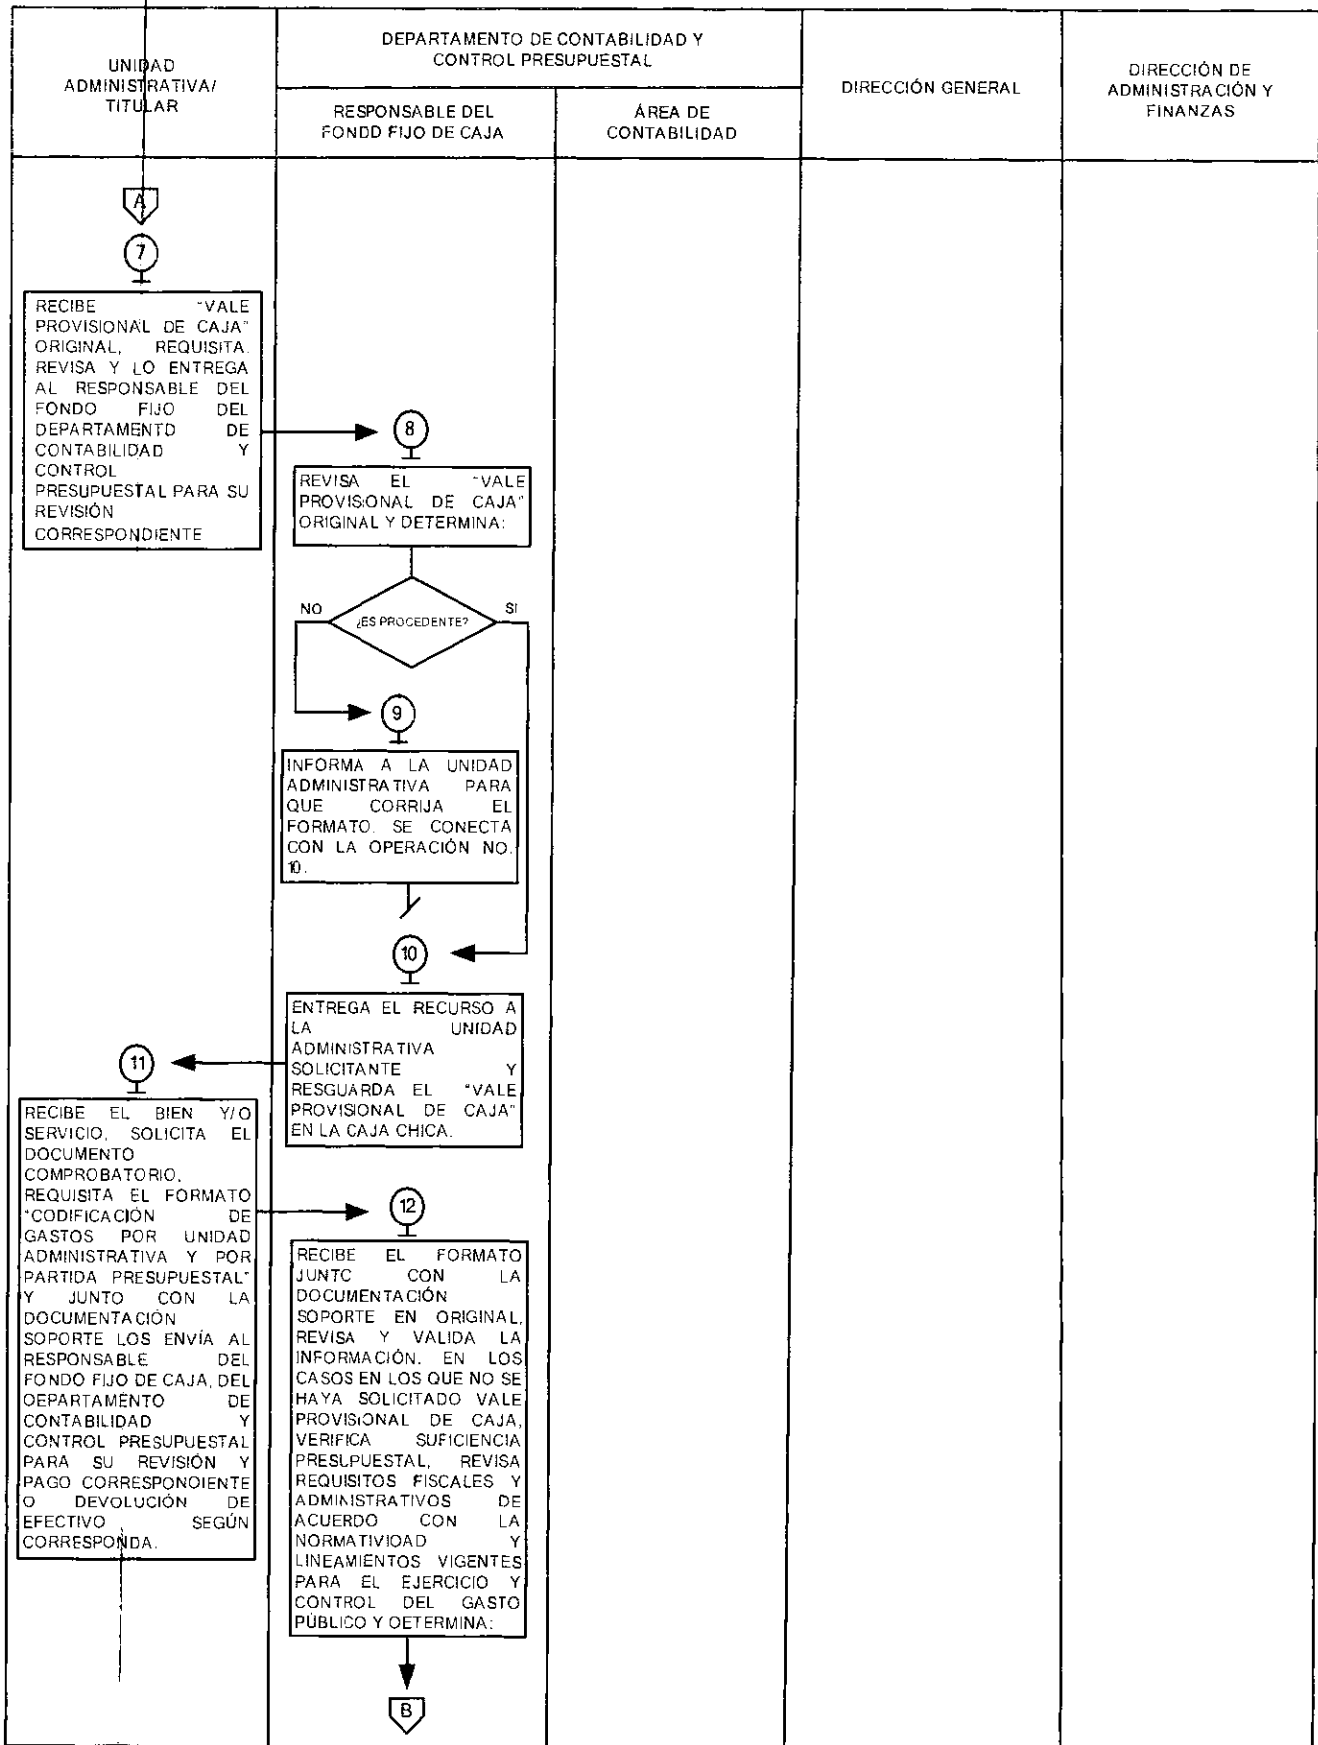 UNIDAD
ADMINISTRATIVA/
TITULAR
DEPARTAMENTO DE CONTABILIDAD Y
CONTROL PRESUPUESTAL
RESPONSABLE DEL
FONDO FIJO DE CAJA
ÁREA DE
CONTABILIDAD
DIRECCIÓN GENERAL
DIRECCIÓN DE
ADMINISTRACIÓN Y
FINANZAS
A
7
RECIBE "VALE
PROVISIONAL DE CAJA"
ORIGINAL, REQUISITA.
REVISA Y LO ENTREGA
AL RESPONSABLE DEL
FONDO FIJO DEL
DEPARTAMENTO DE
CONTABILIDAD Y
CONTROL
PRESUPUESTAL PARA SU
REVISIÓN
CORRESPONDIENTE
8
REVISA EL "VALE
PROVISIONAL DE CAJA"
ORIGINAL Y DETERMINA:
NO
¿ES PROCEDENTE?
SI
9
INFORMA A LA UNIDAD
ADMINISTRATIVA PARA
QUE CORRIJA EL
FORMATO. SE CONECTA
CON LA OPERACIÓN NO.
10.
10
ENTREGA EL RECURSO A
LA UNIDAD
ADMINISTRATIVA
SOLICITANTE Y
RESGUARDA EL "VALE
PROVISIONAL DE CAJA"
EN LA CAJA CHICA.
11
RECIBE EL BIEN Y/O
SERVICIO, SOLICITA EL
DOCUMENTO
COMPROBATORIO,
REQUISITA EL FORMATO
"CODIFICACIÓN DE
GASTOS POR UNIDAD
ADMINISTRATIVA Y POR
PARTIDA PRESUPUESTAL"
Y JUNTO CON LA
DOCUMENTACIÓN
SOPORTE LOS ENVÍA AL
RESPONSABLE DEL
FONDO FIJO DE CAJA, DEL
DEPARTAMENTO DE
CONTABILIDAD Y
CONTROL PRESUPUESTAL
PARA SU REVISIÓN Y
PAGO CORRESPONDIENTE
O DEVOLUCIÓN DE
EFECTIVO SEGÚN
CORRESPONDA.
12
RECIBE EL FORMATO
JUNTO CON LA
DOCUMENTACIÓN
SOPORTE EN ORIGINAL,
REVISA Y VALIDA LA
INFORMACIÓN. EN LOS
CASOS EN LOS QUE NO SE
HAYA SOLICITADO VALE
PROVISIONAL DE CAJA,
VERIFICA SUFICIENCIA
PRESUPUESTAL, REVISA
REQUISITOS FISCALES Y
ADMINISTRATIVOS DE
ACUERDO CON LA
NORMATIVIDAD Y
LINEAMIENTOS VIGENTES
PARA EL EJERCICIO Y
CONTROL DEL GASTO
PÚBLICO Y DETERMINA:
B